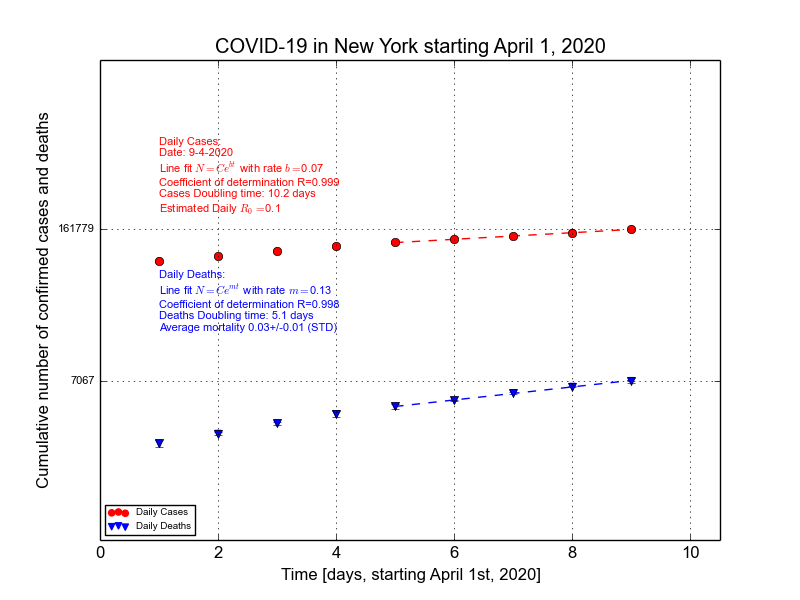 COVID-19 in New York starting April 1, 2020
Cumulative number of confirmed cases and deaths
Daily Cases:
Date: 9-4-2020
Line fit N = Ce^{bt} with rate b =0.07
Coefficient of determination R=0.999
Cases Doubling time: 10.2 days
Estimated Daily R_0 =0.1
161779
Daily Deaths:
Line fit N = Ce^{mt} with rate m =0.13
Coefficient of determination R=0.998
Deaths Doubling time: 5.1 days
Average mortality 0.03+/-0.01 (STD)
7067
Daily Cases
Daily Deaths
0 2 4 6 8 10
Time [days, starting April 1st, 2020]